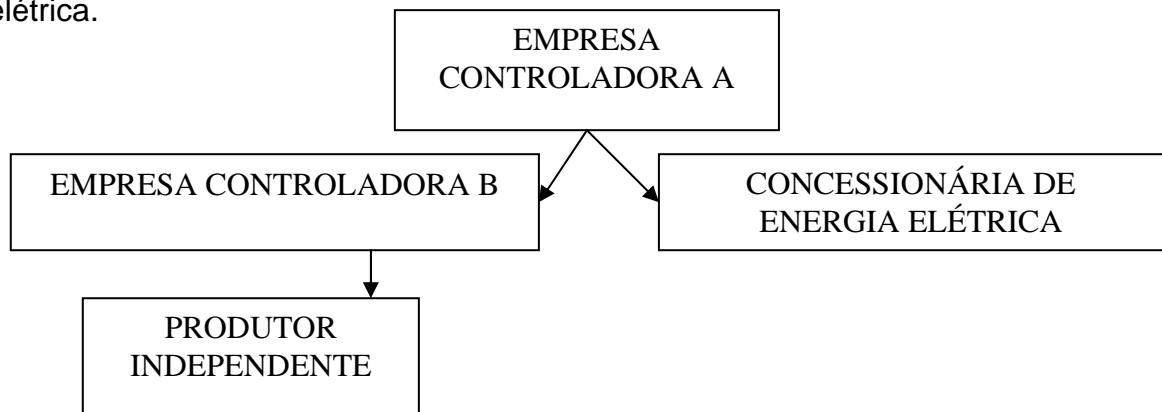 elétrica.
EMPRESA
CONTROLADORA A
EMPRESA CONTROLADORA B
CONCESSIONÁRIA DE
ENERGIA ELÉTRICA
PRODUTOR
INDEPENDENTE